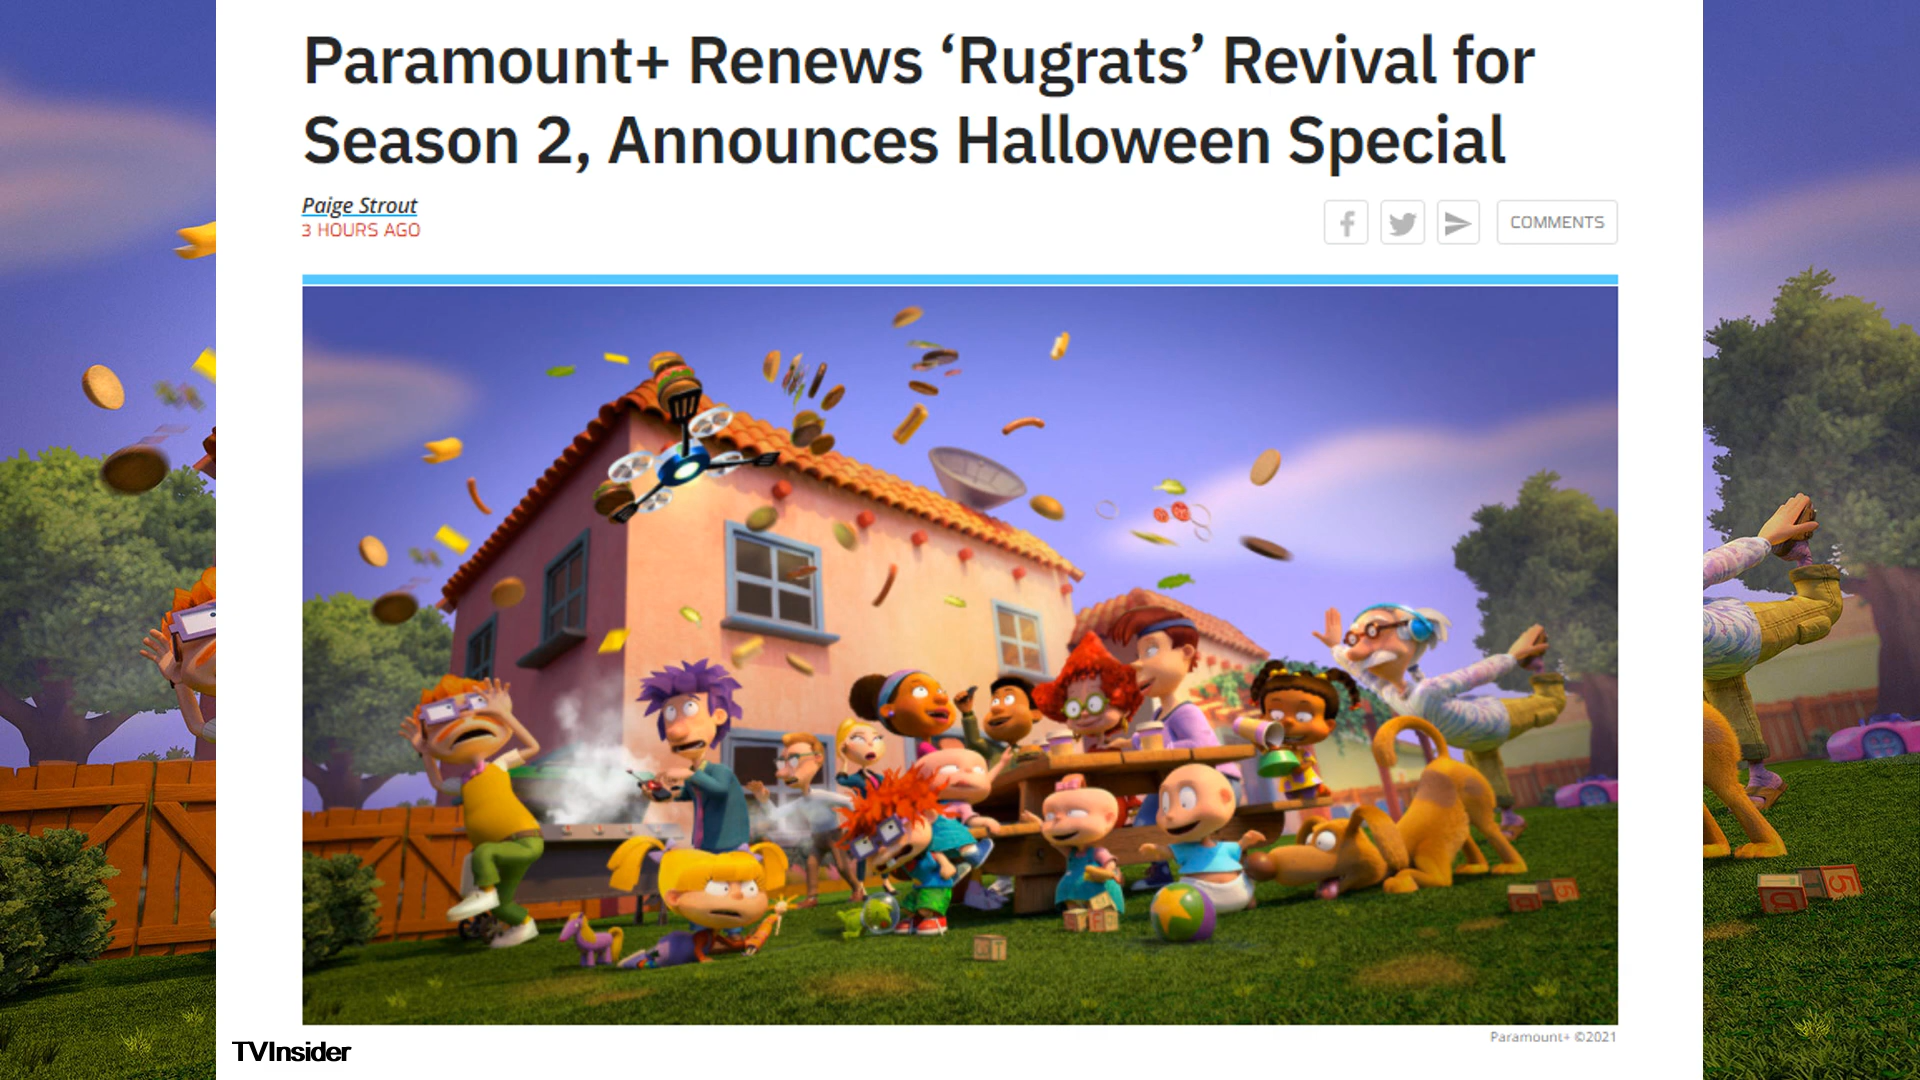 Paramount+ Renews ‘Rugrats’ Revival for
Season 2, Announces Halloween Special
Paige Strout
3 HOURS AGO
COMMENTS
Paramount+ ©2021
TVInsider